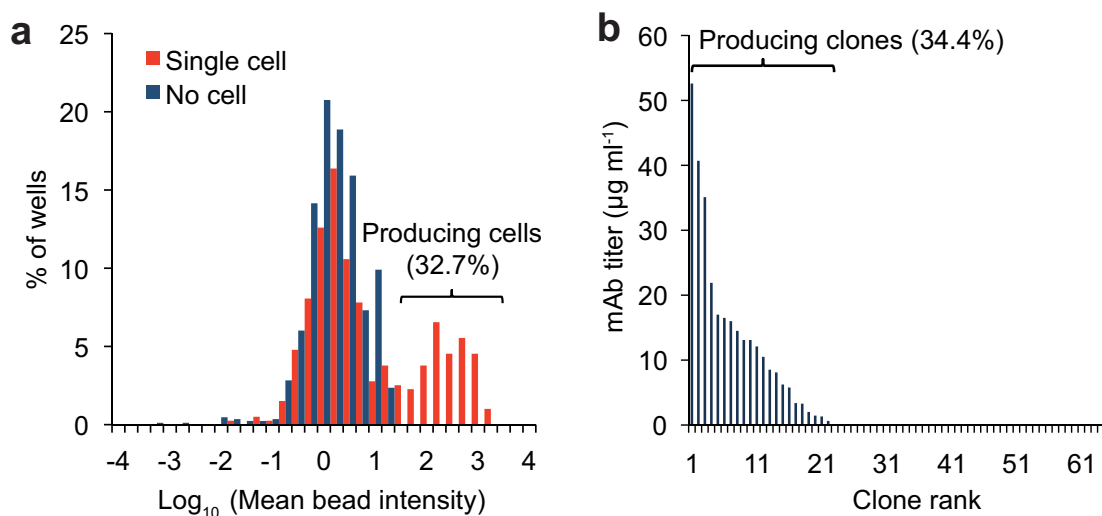 a
25
20
15
10
5
0
% of wells
Single cell
No cell
Producing cells
(32.7%)
-4 -3 -2 -1 0 1 2 3 4
Log10 (Mean bead intensity)
b
60
50
40
30
20
10
0
mAb titer (µg ml-1)
Producing clones (34.4%)
1 11 21 31 41 51 61
Clone rank